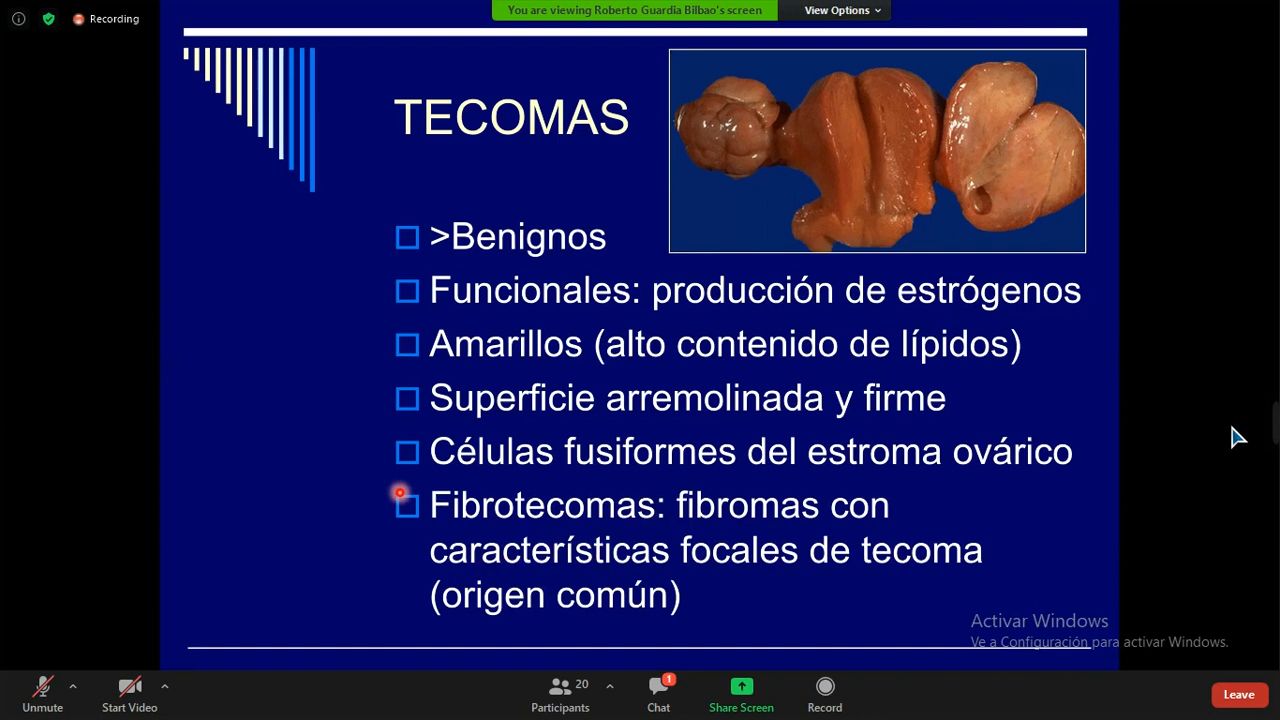 Recording
You are viewing Roberto Guardia Bilbao's screen
View Options
TECOMAS
>Benignos
Funcionales: producción de estrógenos
Amarillos (alto contenido de lípidos)
Superficie arremolinada y firme
Células fusiformes del estroma ovárico
Fibrotecomas: fibromas con
características focales de tecoma
(origen común)
Activar Windows
Ve a Configuración para activar Windows.
Unmute
Start Video
20
Participants
1
Chat
Share Screen
Record
Leave